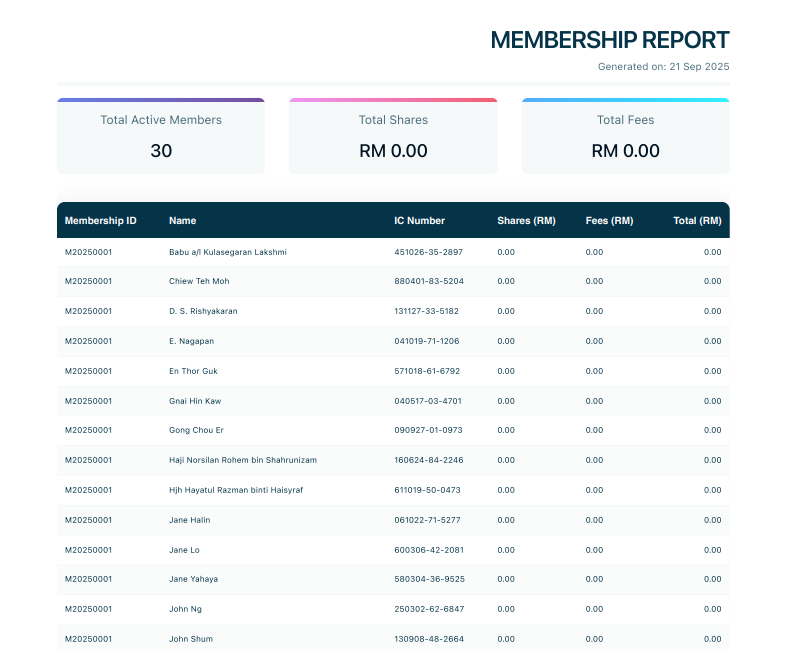 MEMBERSHIP REPORT
Generated on: 21 Sep 2025
Total Active Members Total Shares Total Fees
30 RM 0.00 RM 0.00
Membership ID Name IC Number Shares (RM) Fees (RM) Total (RM)
M20250001 Babu a/l Kulasegaran Lakshmi 451026-35-2897 0.00 0.00 0.00
M20250001 Chiew Teh Moh 880401-83-5204 0.00 0.00 0.00
M20250001 D. S. Rishyakaran 131127-33-5182 0.00 0.00 0.00
M20250001 E. Nagapan 041019-71-1206 0.00 0.00 0.00
M20250001 En Thor Guk 571018-61-6792 0.00 0.00 0.00
M20250001 Gnai Hin Kaw 040517-03-4701 0.00 0.00 0.00
M20250001 Gong Chou Er 090927-01-0973 0.00 0.00 0.00
M20250001 Haji Norsilan Rohem bin Shahrunizam 160624-84-2246 0.00 0.00 0.00
M20250001 Hjh Hayatul Razman binti Haisyraf 611019-50-0473 0.00 0.00 0.00
M20250001 Jane Halin 061022-71-5277 0.00 0.00 0.00
M20250001 Jane Lo 600306-42-2081 0.00 0.00 0.00
M20250001 Jane Yahaya 580304-36-9525 0.00 0.00 0.00
M20250001 John Ng 250302-62-6847 0.00 0.00 0.00
M20250001 John Shum 130908-48-2664 0.00 0.00 0.00